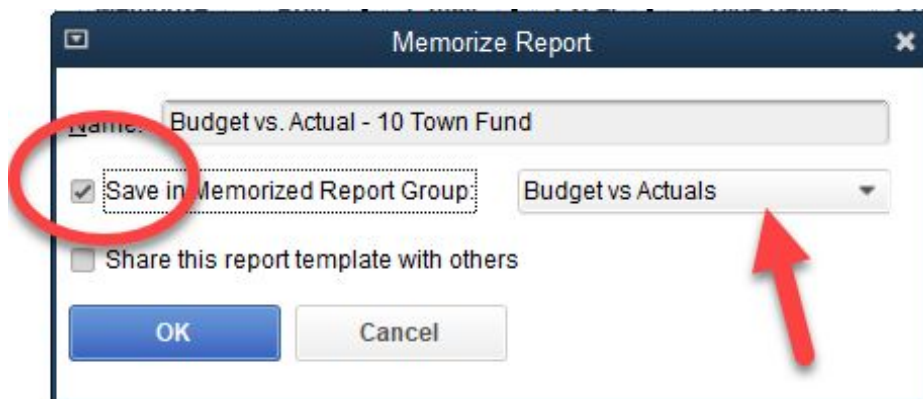 Memorize Report
Name: Budget vs. Actual - 10 Town Fund
Save in Memorized Report Group: Budget vs Actuals
Share this report template with others
OK Cancel